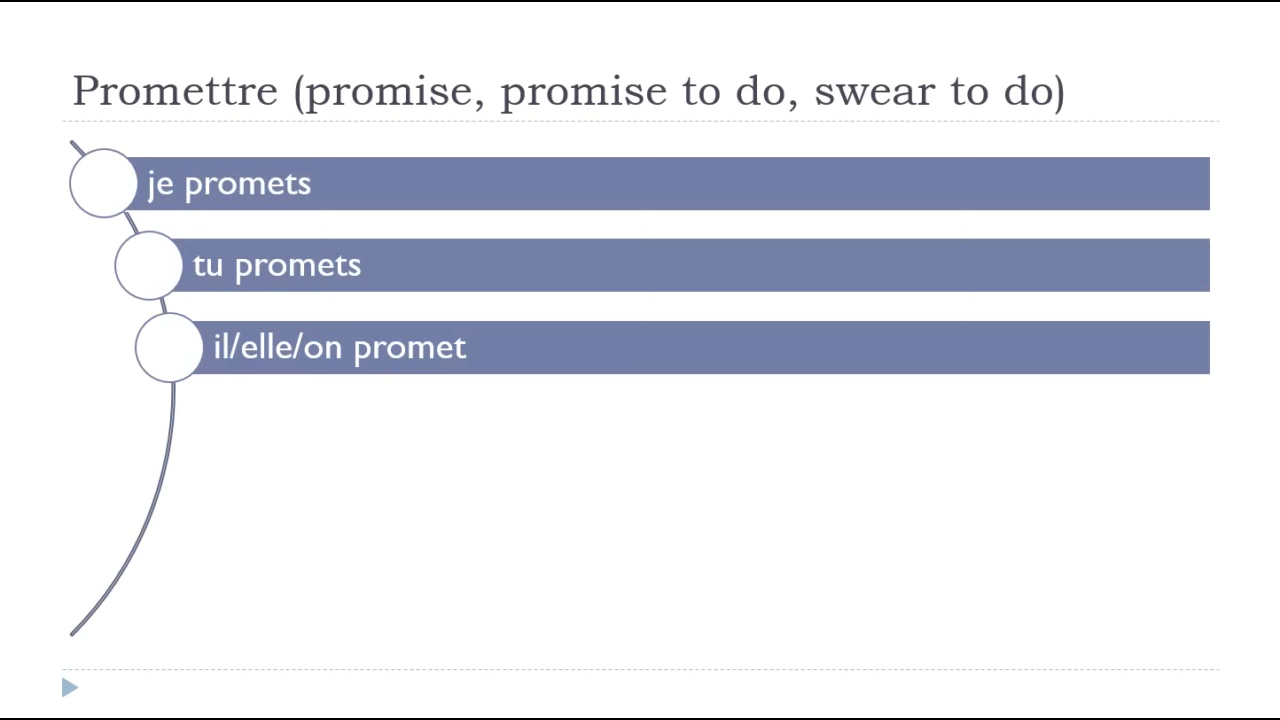 Promettre (promise, promise to do, swear to do)
je promets
tu promets
il/elle/on promet